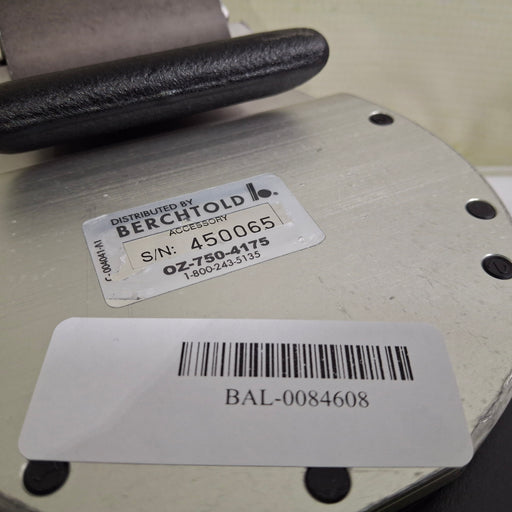 DISTRIBUTED BY
BERCHTOLD b.
ACCESSORY
S/N: 450065
OZ-750-4175
1-800-243-5135
BAL-0084608